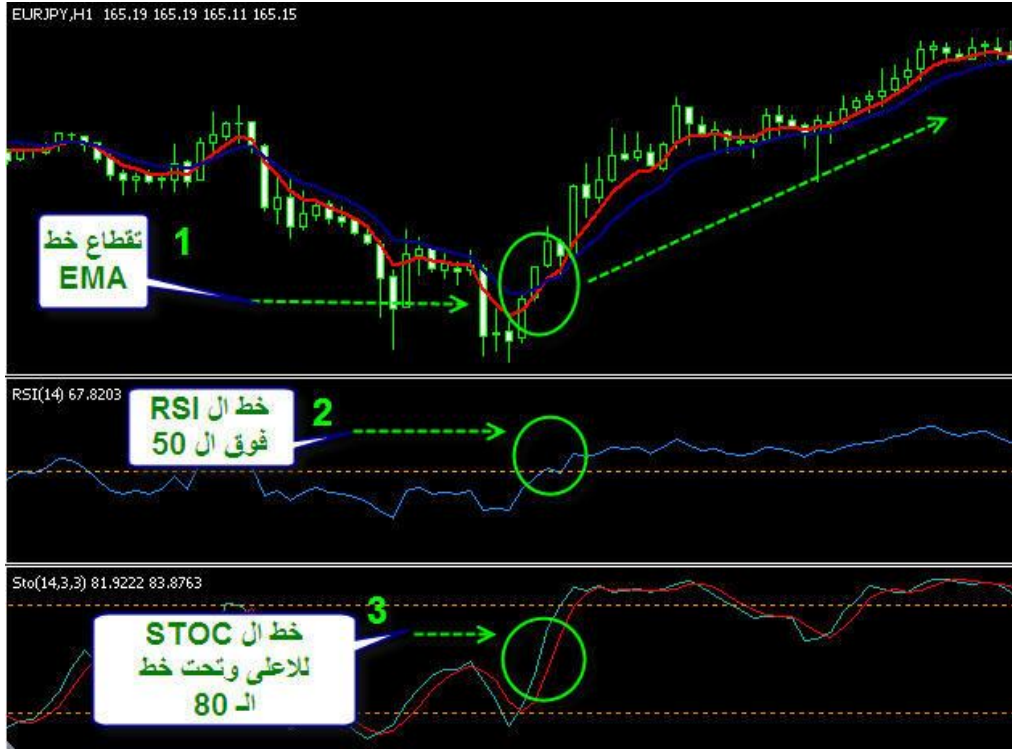 EURJPY,H1 165.19 165.19 165.11 165.15
1
تقطاع خط
EMA
RSI(14) 67.8203
2
خط ال RSI
فوق ال 50
Sto(14,3,3) 81.9222 83.8763
3
خط ال STOC
للاعلى وتحت خط
الـ 80